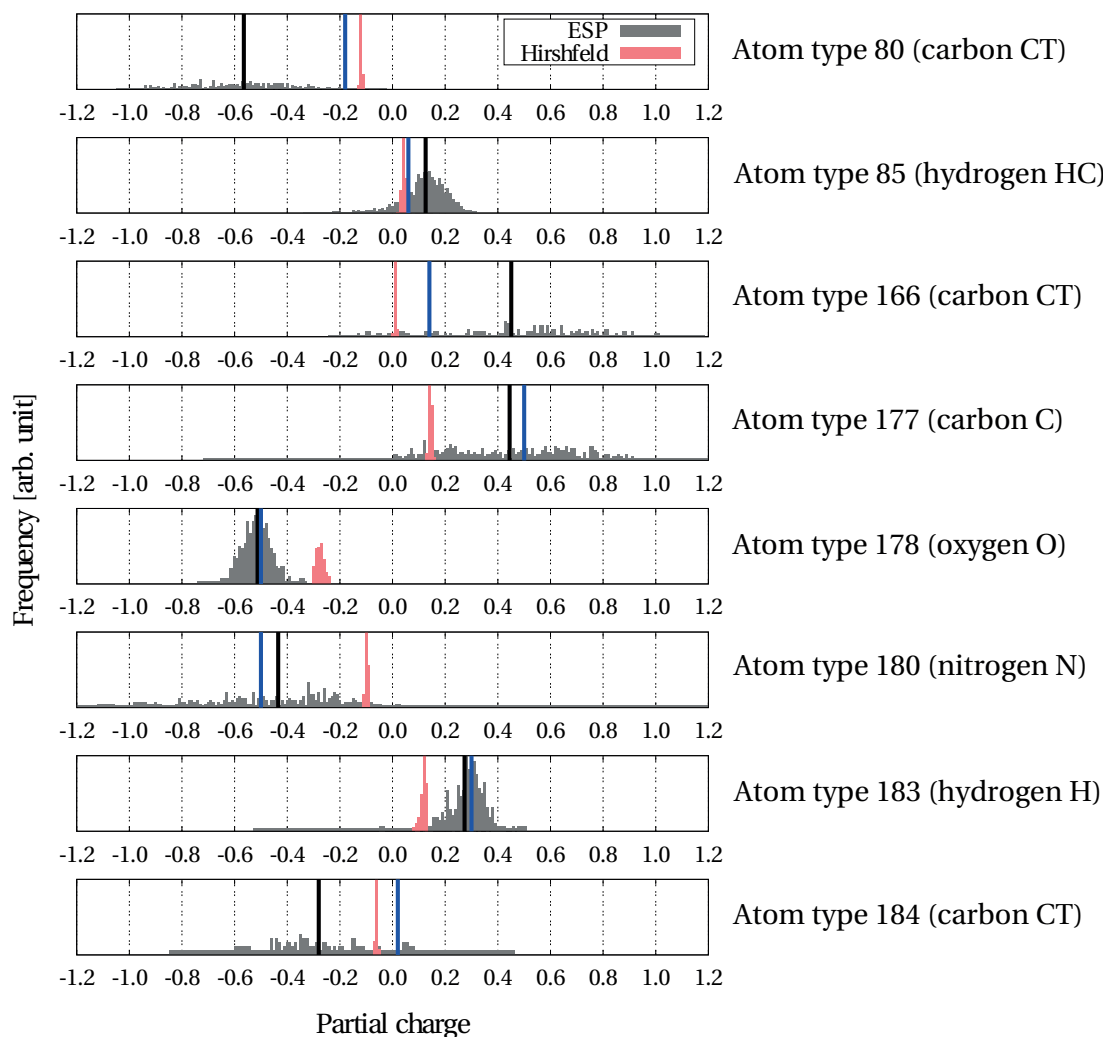 ESP
Hirshfeld
Atom type 80 (carbon CT)
-1.2 -1.0 -0.8 -0.6 -0.4 -0.2 0.0 0.2 0.4 0.6 0.8 1.0 1.2
Atom type 85 (hydrogen HC)
-1.2 -1.0 -0.8 -0.6 -0.4 -0.2 0.0 0.2 0.4 0.6 0.8 1.0 1.2
Atom type 166 (carbon CT)
-1.2 -1.0 -0.8 -0.6 -0.4 -0.2 0.0 0.2 0.4 0.6 0.8 1.0 1.2
Atom type 177 (carbon C)
-1.2 -1.0 -0.8 -0.6 -0.4 -0.2 0.0 0.2 0.4 0.6 0.8 1.0 1.2
Frequency [arb. unit]
Atom type 178 (oxygen O)
-1.2 -1.0 -0.8 -0.6 -0.4 -0.2 0.0 0.2 0.4 0.6 0.8 1.0 1.2
Atom type 180 (nitrogen N)
-1.2 -1.0 -0.8 -0.6 -0.4 -0.2 0.0 0.2 0.4 0.6 0.8 1.0 1.2
Atom type 183 (hydrogen H)
-1.2 -1.0 -0.8 -0.6 -0.4 -0.2 0.0 0.2 0.4 0.6 0.8 1.0 1.2
Atom type 184 (carbon CT)
-1.2 -1.0 -0.8 -0.6 -0.4 -0.2 0.0 0.2 0.4 0.6 0.8 1.0 1.2
Partial charge